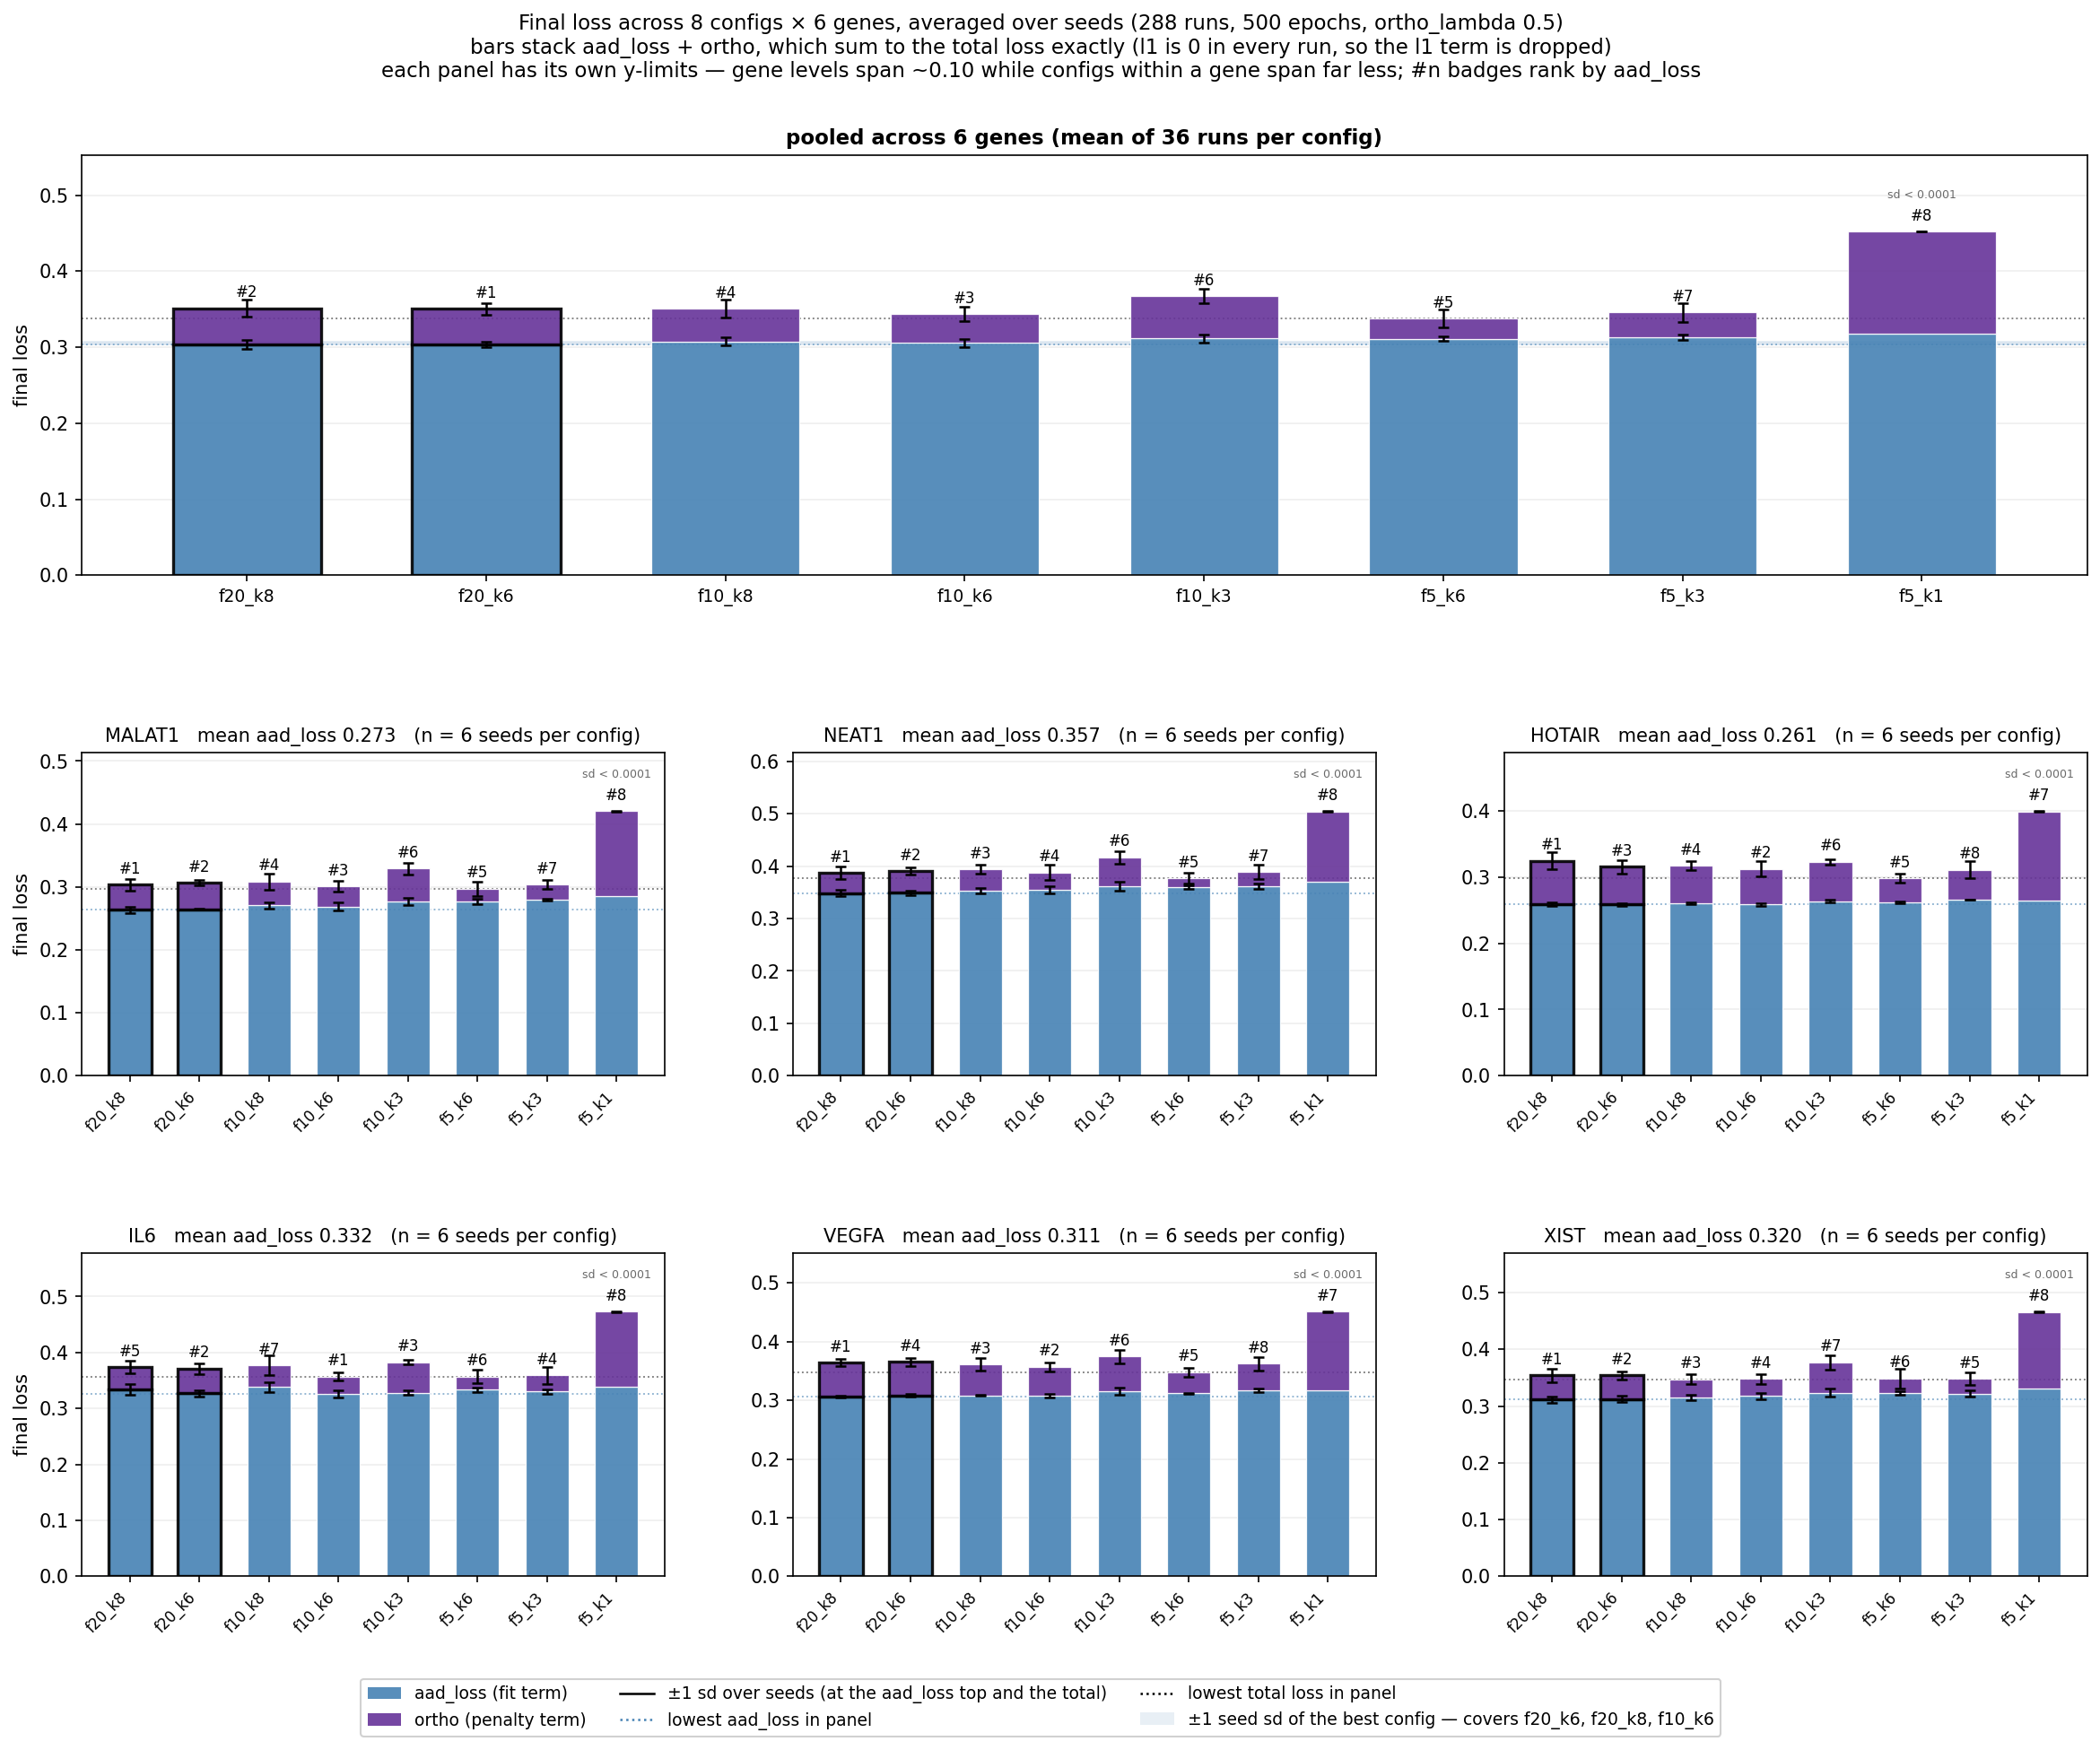 Final loss across 8 configs × 6 genes, averaged over seeds (288 runs, 500 epochs, ortho_lambda 0.5)
bars stack aad_loss + ortho, which sum to the total loss exactly (l1 is 0 in every run, so the l1 term is dropped)
each panel has its own y-limits — gene levels span ~0.10 while configs within a gene span far less; #n badges rank by aad_loss
pooled across 6 genes (mean of 36 runs per config)
final loss
0.5
0.4
0.3
0.2
0.1
0.0
#2 #1 #4 #3 #6 #5 #7 #8
sd < 0.0001
f20_k8 f20_k6 f10_k8 f10_k6 f10_k3 f5_k6 f5_k3 f5_k1
MALAT1 mean aad_loss 0.273 (n = 6 seeds per config)
final loss
0.5
0.4
0.3
0.2
0.1
0.0
#1 #2 #4 #3 #6 #5 #7 #8
sd < 0.0001
f20_k8 f20_k6 f10_k8 f10_k6 f10_k3 f5_k6 f5_k3 f5_k1
NEAT1 mean aad_loss 0.357 (n = 6 seeds per config)
0.6
0.5
0.4
0.3
0.2
0.1
0.0
#1 #2 #3 #4 #6 #5 #7 #8
sd < 0.0001
f20_k8 f20_k6 f10_k8 f10_k6 f10_k3 f5_k6 f5_k3 f5_k1
HOTAIR mean aad_loss 0.261 (n = 6 seeds per config)
0.4
0.3
0.2
0.1
0.0
#1 #3 #4 #2 #6 #5 #8 #7
sd < 0.0001
f20_k8 f20_k6 f10_k8 f10_k6 f10_k3 f5_k6 f5_k3 f5_k1
IL6 mean aad_loss 0.332 (n = 6 seeds per config)
final loss
0.5
0.4
0.3
0.2
0.1
0.0
#5 #2 #7 #1 #3 #6 #4 #8
sd < 0.0001
f20_k8 f20_k6 f10_k8 f10_k6 f10_k3 f5_k6 f5_k3 f5_k1
VEGFA mean aad_loss 0.311 (n = 6 seeds per config)
0.5
0.4
0.3
0.2
0.1
0.0
#1 #4 #3 #2 #6 #5 #8 #7
sd < 0.0001
f20_k8 f20_k6 f10_k8 f10_k6 f10_k3 f5_k6 f5_k3 f5_k1
XIST mean aad_loss 0.320 (n = 6 seeds per config)
0.5
0.4
0.3
0.2
0.1
0.0
#1 #2 #3 #4 #7 #6 #5 #8
sd < 0.0001
f20_k8 f20_k6 f10_k8 f10_k6 f10_k3 f5_k6 f5_k3 f5_k1
aad_loss (fit term)
ortho (penalty term)
±1 sd over seeds (at the aad_loss top and the total)
lowest aad_loss in panel
lowest total loss in panel
±1 seed sd of the best config — covers f20_k6, f20_k8, f10_k6